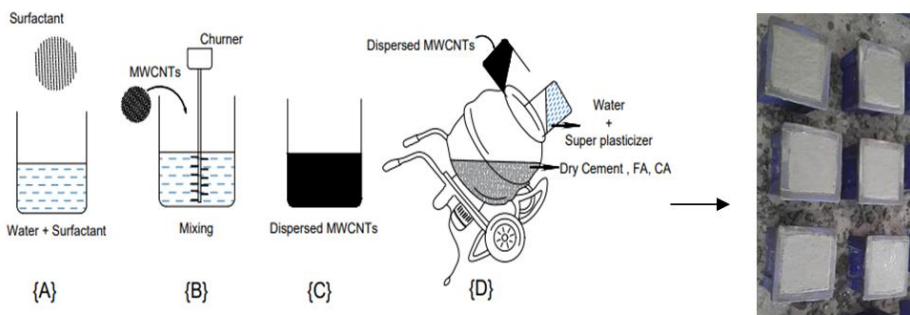 Surfactant
Water + Surfactant
{A}
Churner
MWCNTs
Mixing
{B}
Dispersed MWCNTs
{C}
Dispersed MWCNTs
Water
+
Super plasticizer
Dry Cement , FA, CA
{D}